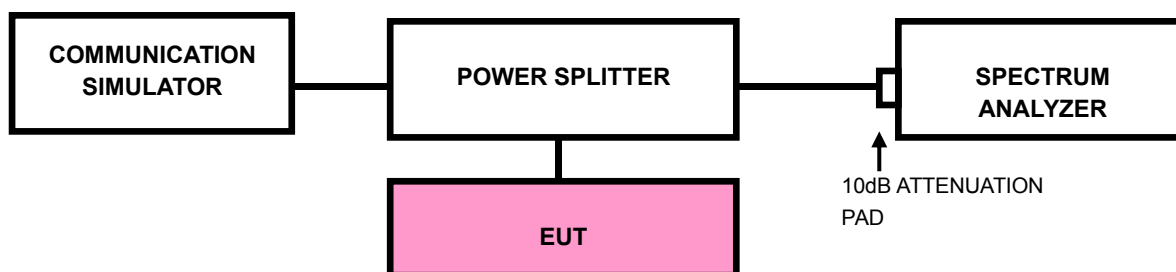 COMMUNICATION
SIMULATOR
POWER SPLITTER
SPECTRUM
ANALYZER
10dB ATTENUATION
PAD
EUT